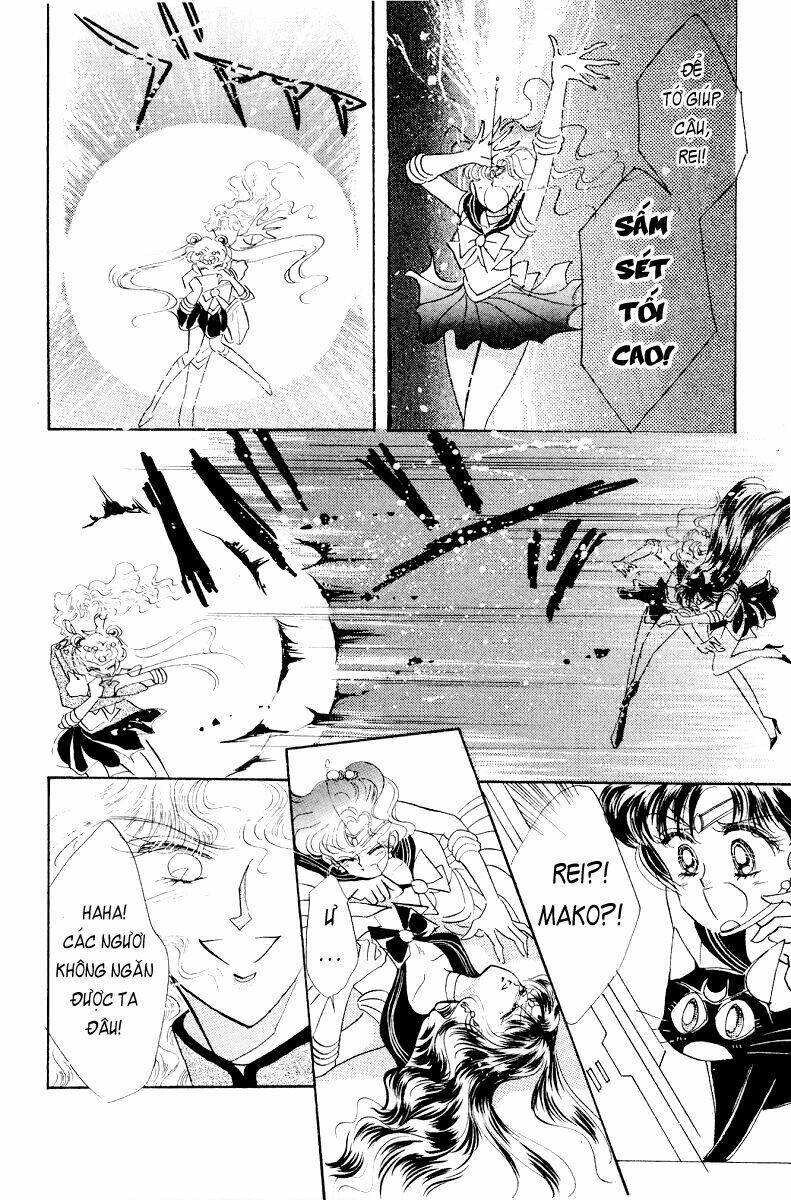 ĐỂ
TỚ GIÚP
CẬU,
REI!
SẤM
SÉT
TỐI
CAO!
REI?!
MAKO?!
Ư
...
HAHA!
CÁC NGƯƠI
KHÔNG NGĂN
ĐƯỢC TA
ĐÂU!